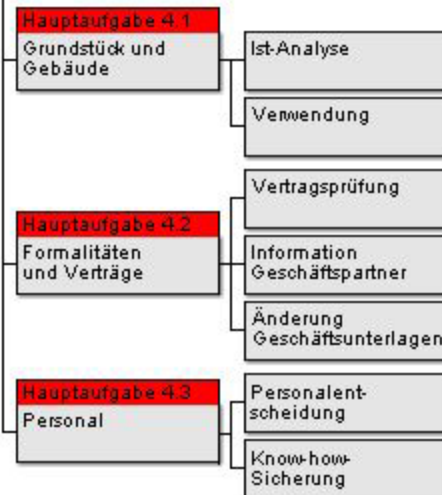 Hauptaufgabe 4.1
Grundstück und
Gebäude
Ist-Analyse
Verwendung
Hauptaufgabe 4.2
Formalitäten
und Verträge
Vertragsprüfung
Information
Geschäftspartner
Änderung
Geschäftsunterlagen
Hauptaufgabe 4.3
Personal
Personalent-
scheidung
Know-how-
Sicherung